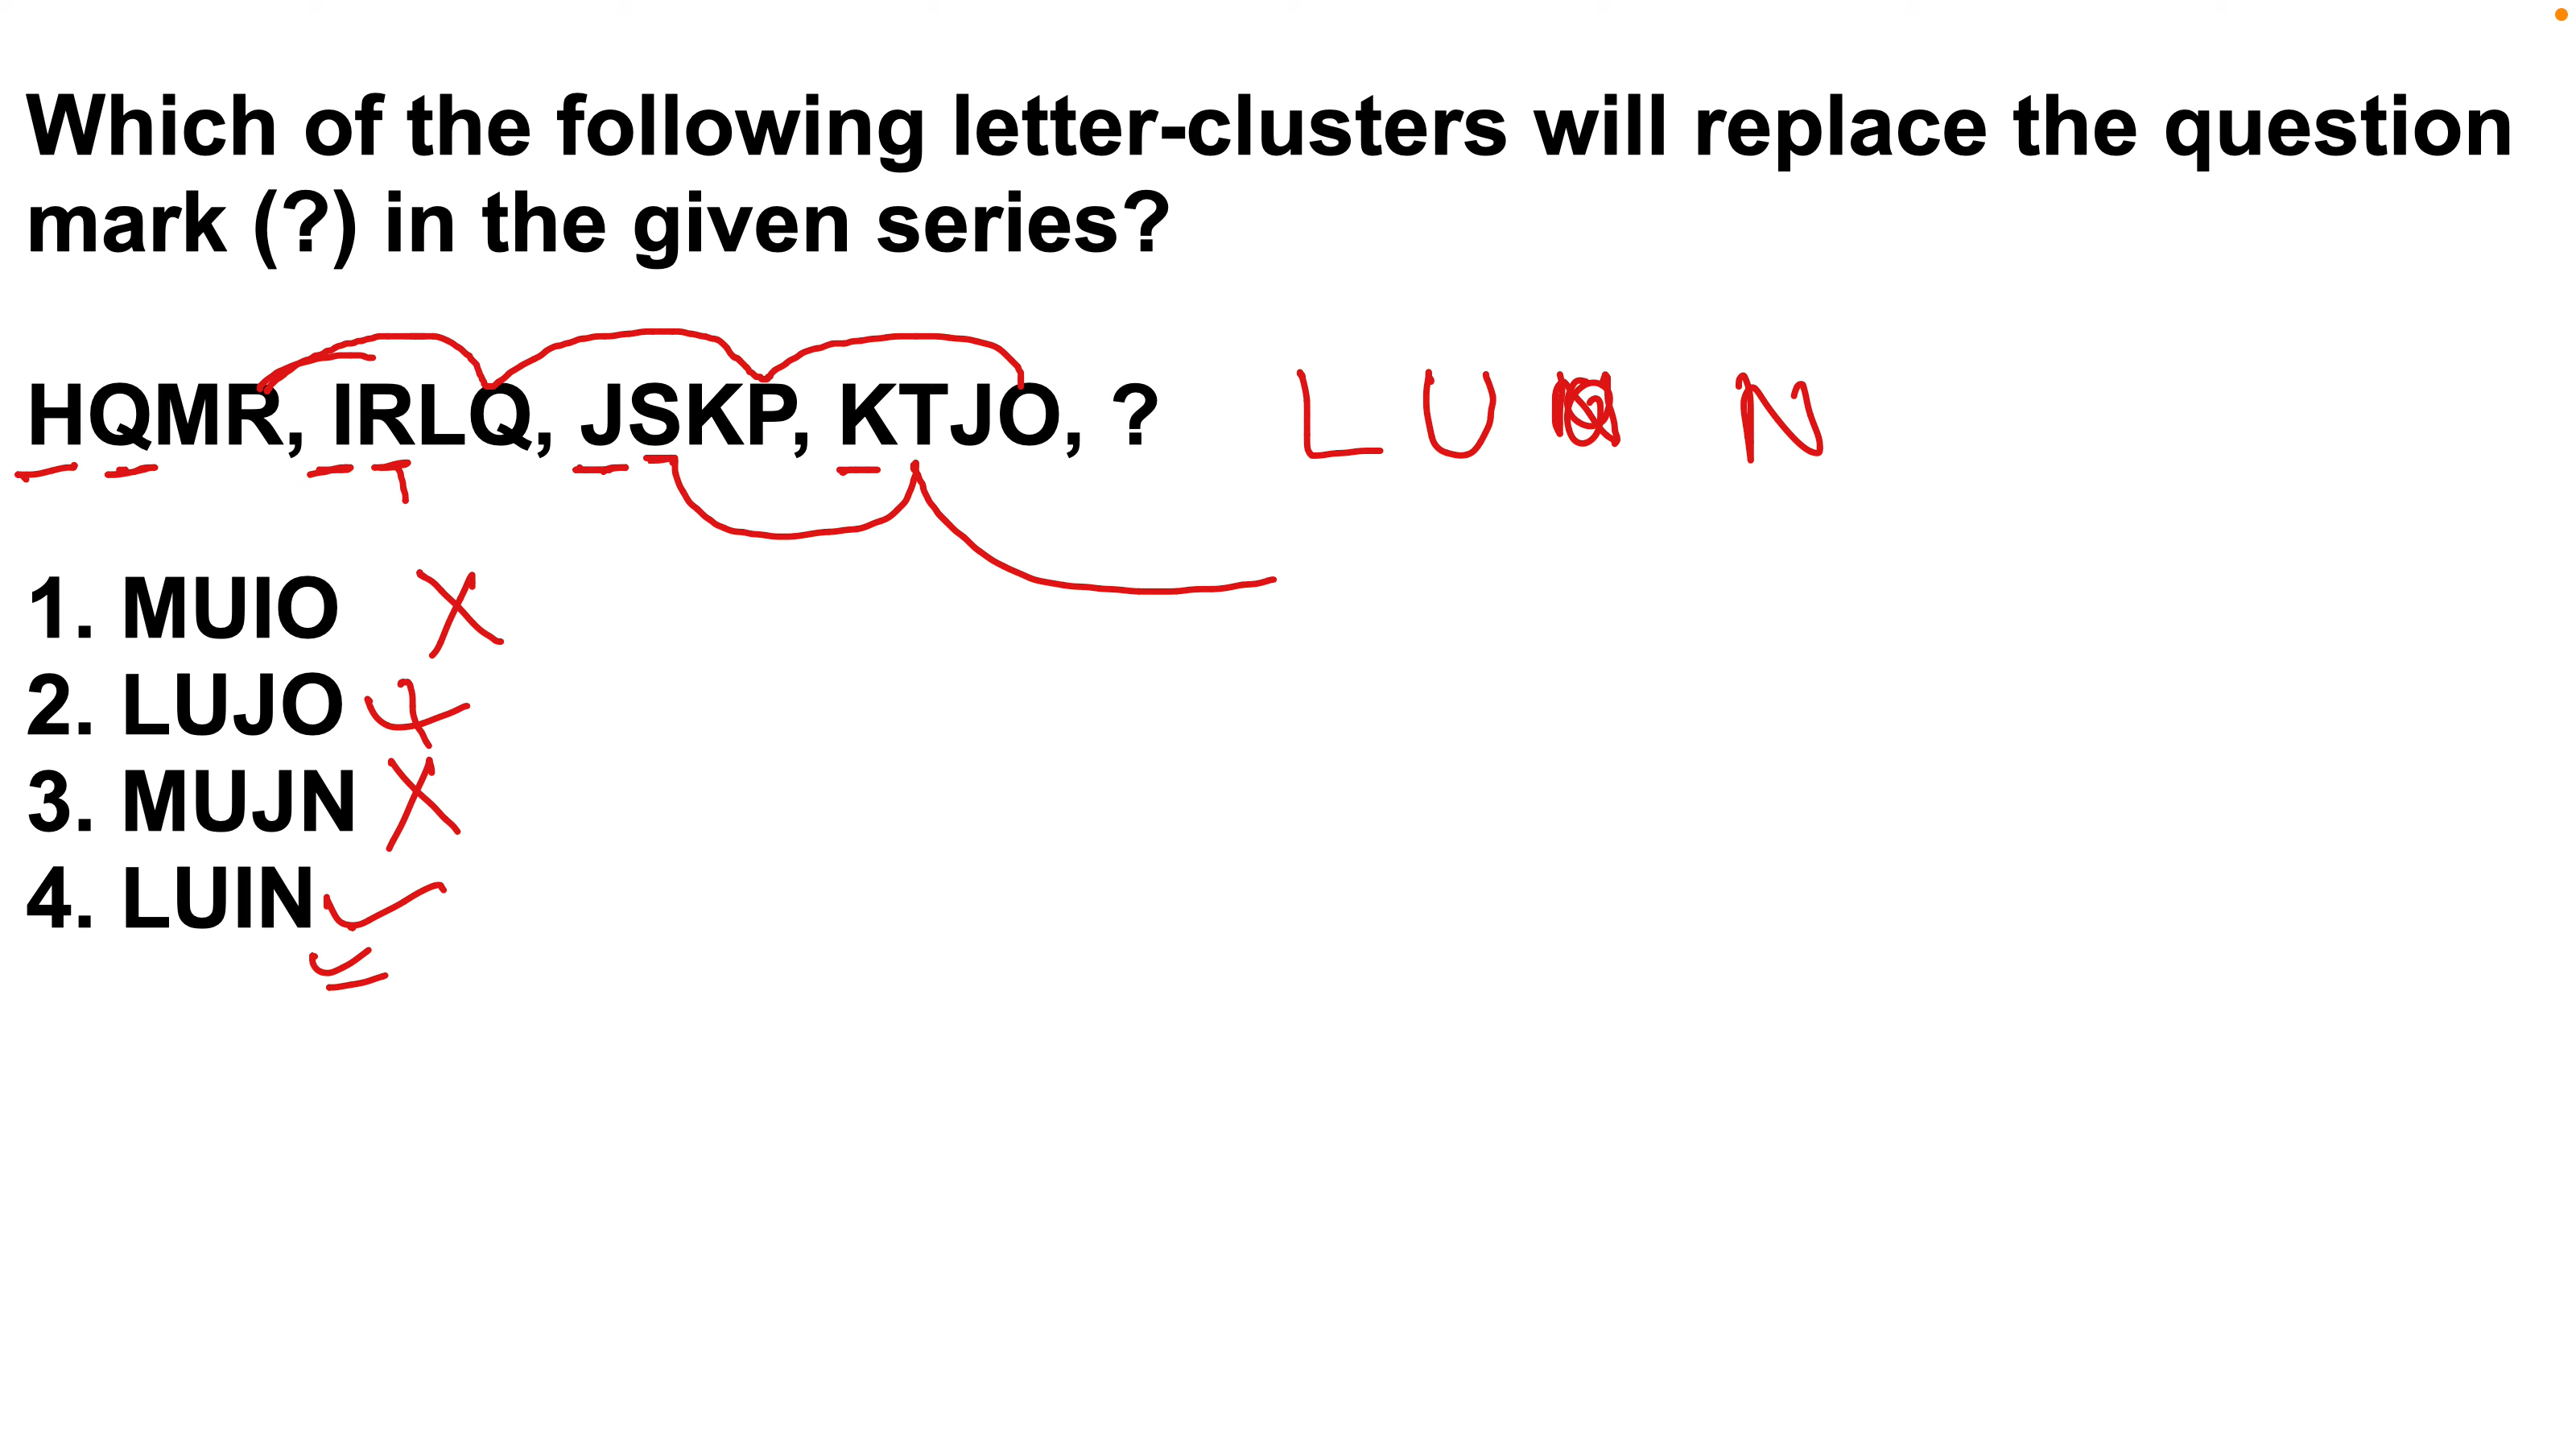 Which of the following letter-clusters will replace the question
mark (?) in the given series?
HQMR, IRLQ, JSKP, KTJO, ? L U N
1. MUIO
2. LUJO
3. MUJN
4. LUIN